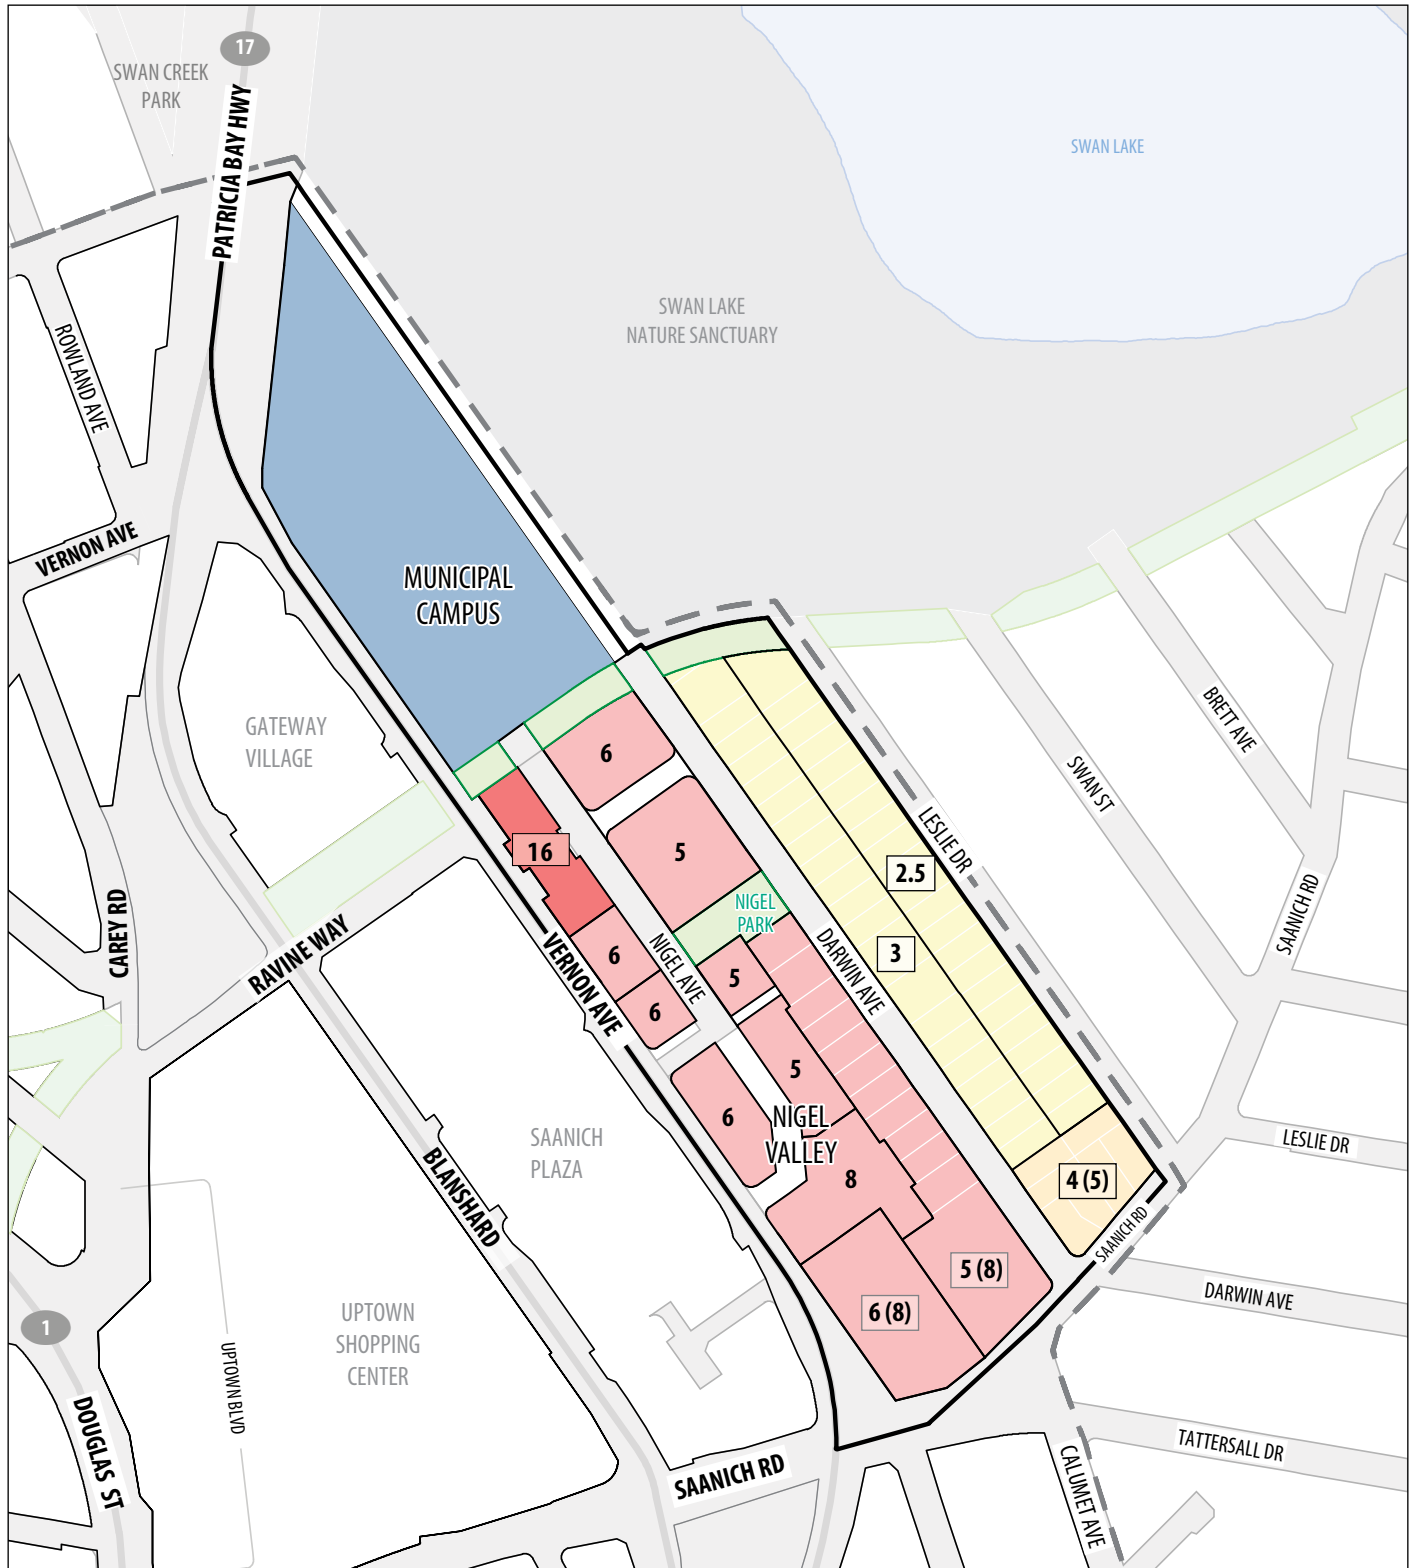 17
SWAN CREEK
PARK
PATRICIA BAY HWY
SWAN LAKE
SWAN LAKE
NATURE SANCTUARY
ROWLAND AVE
VERNON AVE
MUNICIPAL
CAMPUS
GATEWAY
VILLAGE
6
BRETT AVE
SWAN ST
LESLIE DR
16
5
2.5
NIGEL
PARK
CAREY RD
RAVINE WAY
VERNON AVE
6
NIGEL AVE
5
DARWIN AVE
3
SAANICH RD
6
5
6
NIGEL
VALLEY
SAANICH
PLAZA
BLANSHARD
8
4 (5)
LESLIE DR
SAANICH RD
5 (8)
6 (8)
DARWIN AVE
UPTOWN
SHOPPING
CENTER
1
UPTOWN BLVD
DOUGLAS ST
SAANICH RD
CALUMET AVE
TATTERSALL DR